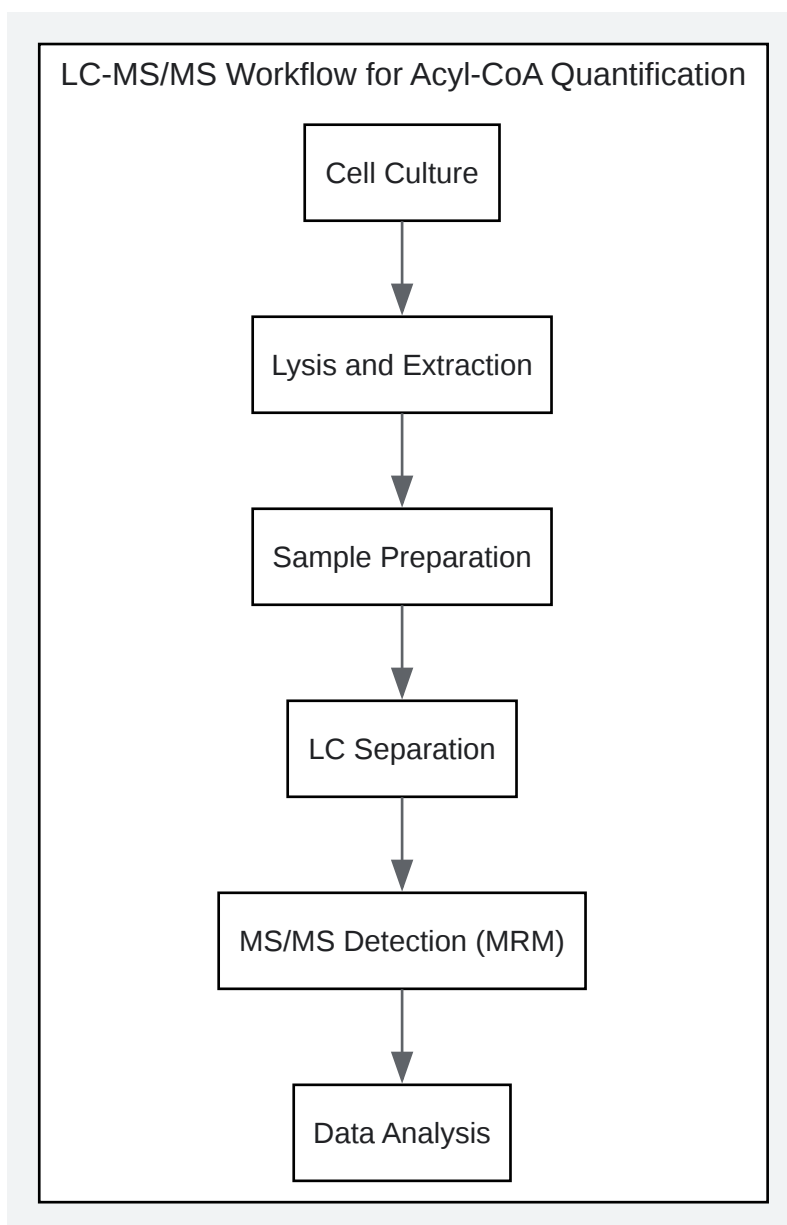 LC-MS/MS Workflow for Acyl-CoA Quantification
Cell Culture
Lysis and Extraction
Sample Preparation
LC Separation
MS/MS Detection (MRM)
Data Analysis